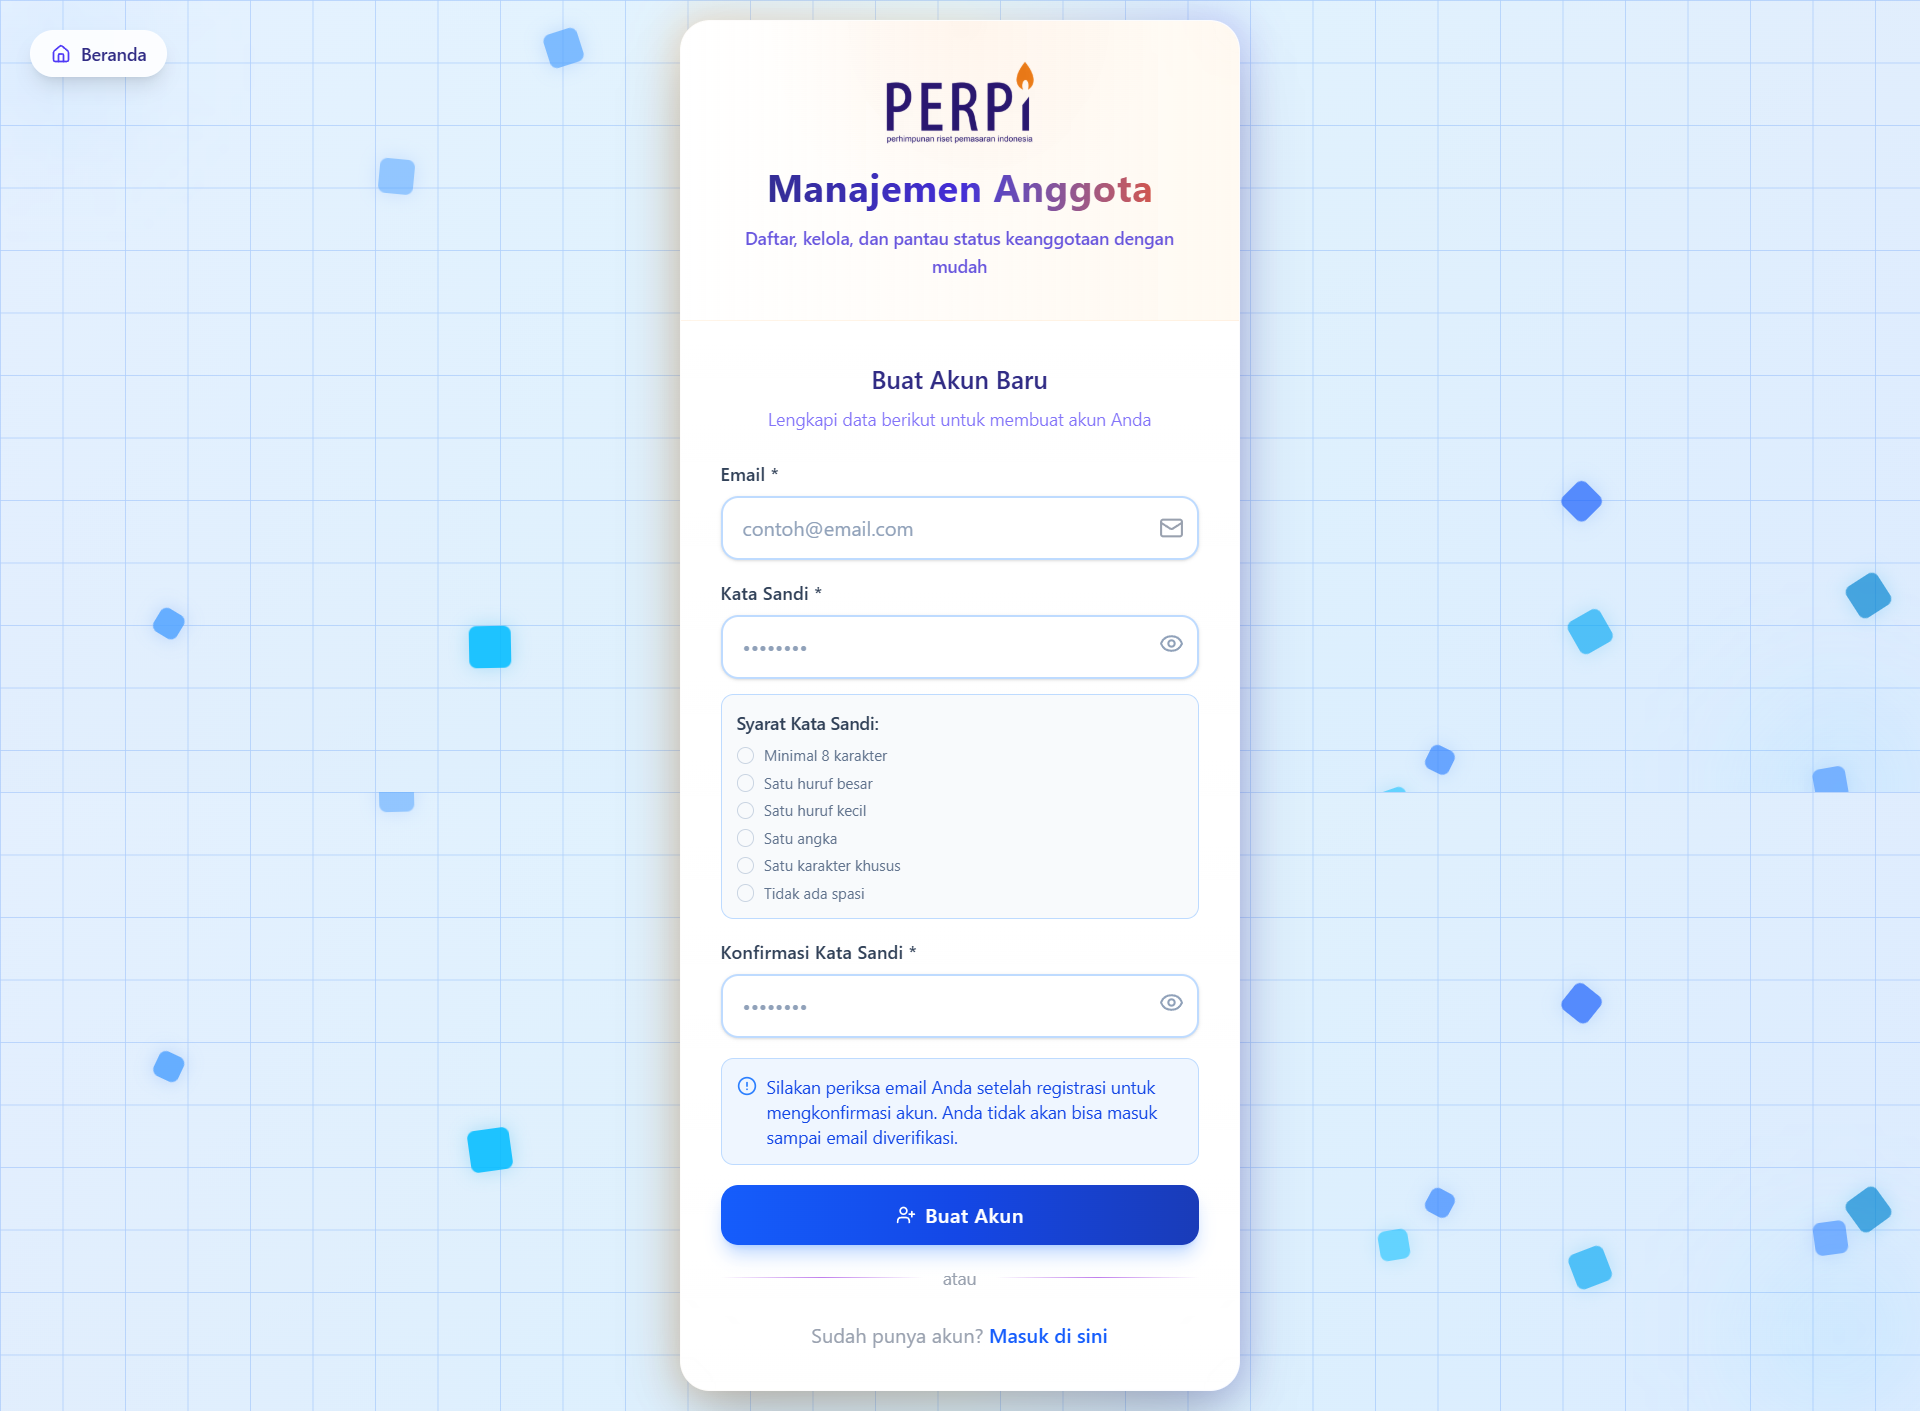 Beranda
PERPi
perhimpunan riset pemasaran indonesia
Manajemen Anggota
Daftar, kelola, dan pantau status keanggotaan dengan
mudah
Buat Akun Baru
Lengkapi data berikut untuk membuat akun Anda
Email *
contoh@email.com
Kata Sandi *
••••••••
Syarat Kata Sandi:
Minimal 8 karakter
Satu huruf besar
Satu huruf kecil
Satu angka
Satu karakter khusus
Tidak ada spasi
Konfirmasi Kata Sandi *
••••••••
Silakan periksa email Anda setelah registrasi untuk
mengkonfirmasi akun. Anda tidak akan bisa masuk
sampai email diverifikasi.
Buat Akun
atau
Sudah punya akun? Masuk di sini